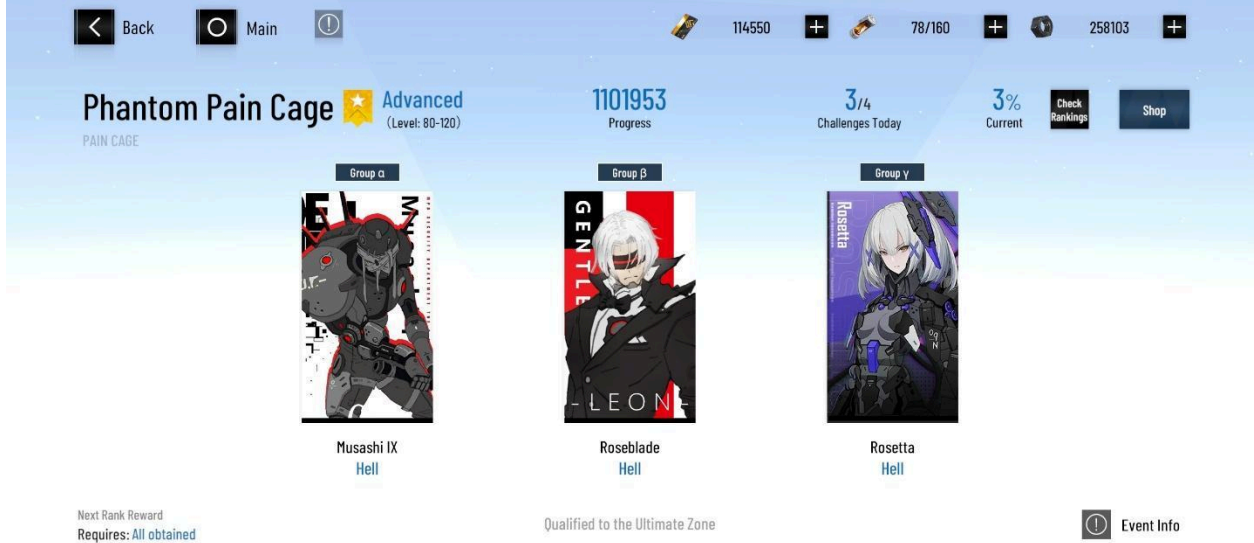 Back
Main
114550
78/160
258103
Phantom Pain Cage
Advanced
(Level: 80-120)
PAIN CAGE
1101953
Progress
3/4
Challenges Today
3%
Current
Check
Rankings
Shop
Group α
Group β
Group γ
GENTLE
- LEON -
Rosetta
Musashi IX
Hell
Roseblade
Hell
Rosetta
Hell
Next Rank Reward
Requires: All obtained
Qualified to the Ultimate Zone
Event Info